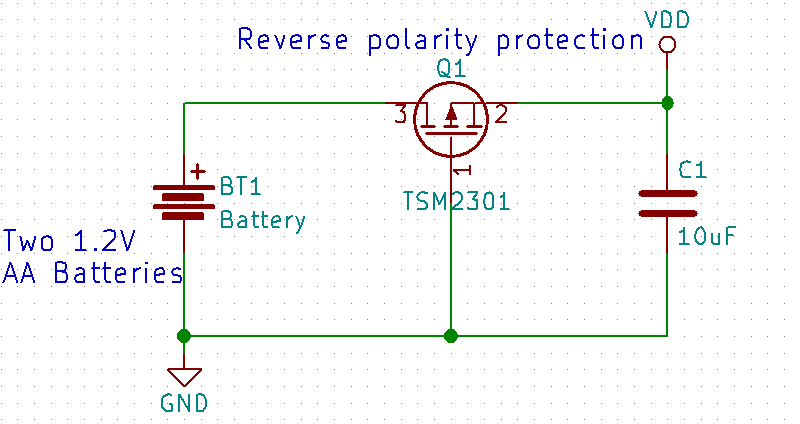 VDD
Reverse polarity protection
Q1
3
2
1
C1
+
BT1
TSM2301
Battery
Two 1.2V
10uF
AA Batteries
GND